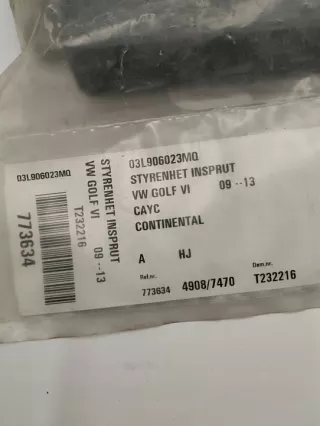 03L906023MQ
STYRENHET INSPRUT
VW GOLF VI 09 --13
T232216
773634
03L906023MQ
STYRENHET INSPRUT
VW GOLF VI 09 --13
CAYC
CONTINENTAL
A HJ
Ref.nr. Dem.nr.
773634 4908/7470 T232216